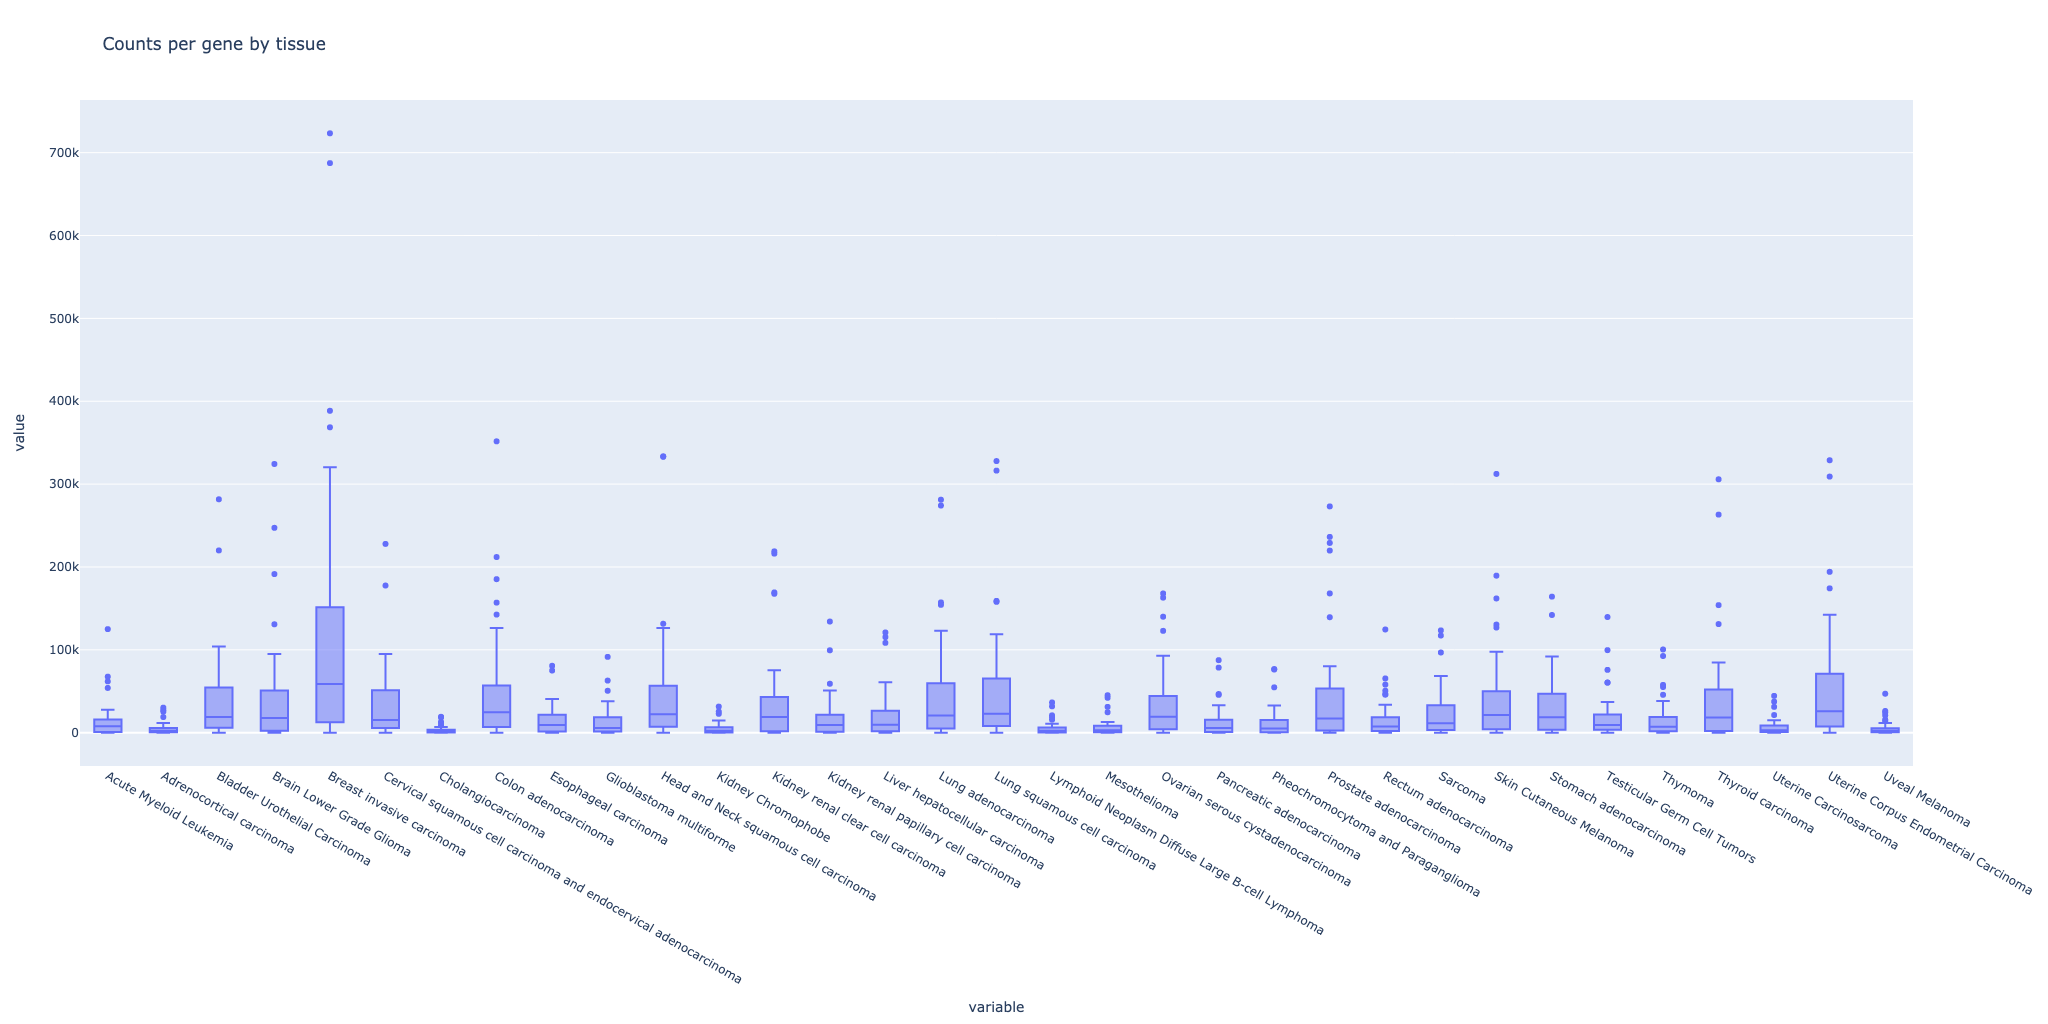 Counts per gene by tissue
700k
600k
500k
400k
300k
200k
100k
0
value
Acute Myeloid Leukemia
Adrenocortical carcinoma
Bladder Urothelial Carcinoma
Brain Lower Grade Glioma
Breast invasive carcinoma
Cervical squamous cell carcinoma and endocervical adenocarcinoma
Cholangiocarcinoma
Colon adenocarcinoma
Esophageal carcinoma
Glioblastoma multiforme
Head and Neck squamous cell carcinoma
Kidney Chromophobe
Kidney renal clear cell carcinoma
Kidney renal papillary cell carcinoma
Liver hepatocellular carcinoma
Lung adenocarcinoma
Lung squamous cell carcinoma
Lymphoid Neoplasm Diffuse Large B-cell Lymphoma
Mesothelioma
Ovarian serous cystadenocarcinoma
Pancreatic adenocarcinoma
Pheochromocytoma and Paraganglioma
Prostate adenocarcinoma
Rectum adenocarcinoma
Sarcoma
Skin Cutaneous Melanoma
Stomach adenocarcinoma
Testicular Germ Cell Tumors
Thymoma
Thyroid carcinoma
Uterine Carcinosarcoma
Uterine Corpus Endometrial Carcinoma
Uveal Melanoma
variable